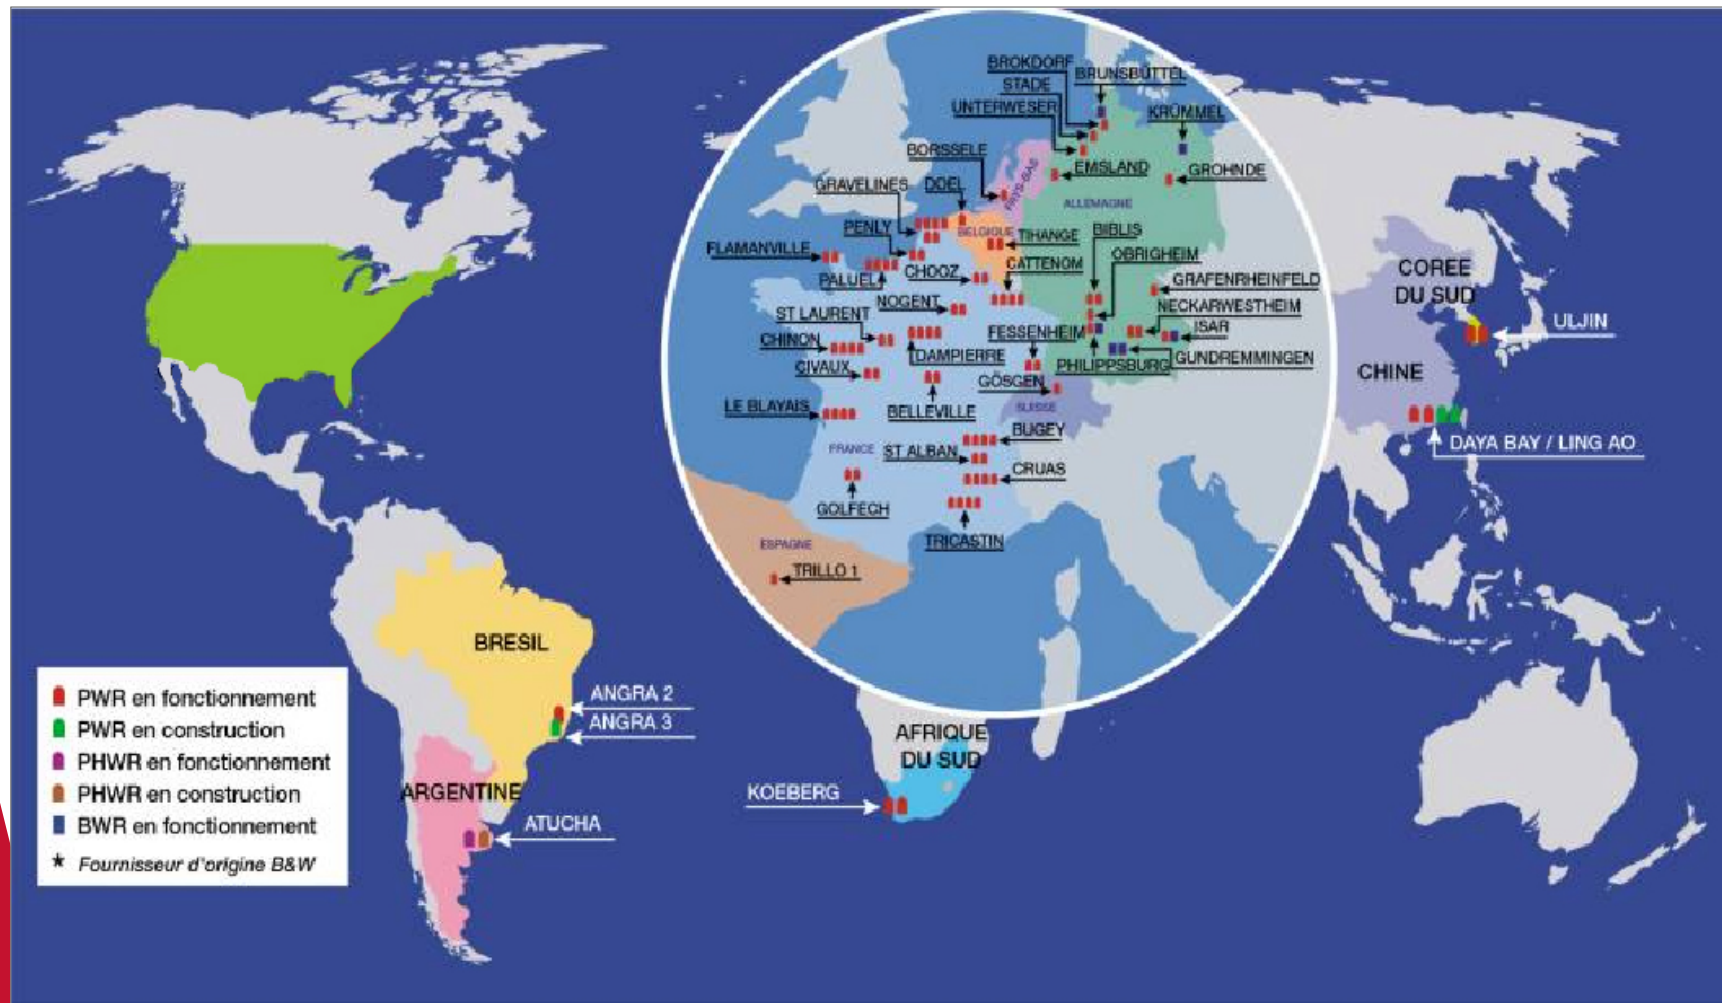 BROKDORF
BRUNSBÜTTEL
STADE
UNTERWESER
KRÜMMEL
BORSSELE
EMSLAND
GROHNDE
GRAVELINES
DOEL
PAYS-BAS
ALLEMAGNE
PENLY
BELGIQUE
TIHANGE
BIBLIS
FLAMANVILLE
OBRIGHEIM
PALUEL
CHOOZ
CATTENOM
GRAFENRHEINFELD
NOGENT
NECKARWESTHEIM
ST LAURENT
FESSENHEIM
ISAR
CHINON
DAMPIERRE
PHILIPPSBURG
GUNDREMMINGEN
CIVAUX
GÖSGEN
LE BLAYAIS
BELLEVILLE
SUISSE
BUGEY
FRANCE
ST ALBAN
CRUAS
GOLFECH
TRICASTIN
ESPAGNE
TRILLO 1
COREE
DU SUD
ULJIN
CHINE
DAYA BAY / LING AO
BRESIL
ANGRA 2
ANGRA 3
ARGENTINE
ATUCHA
AFRIQUE
DU SUD
KOEBERG
PWR en fonctionnement
PWR en construction
PHWR en fonctionnement
PHWR en construction
BWR en fonctionnement
★ Fournisseur d'origine B&W